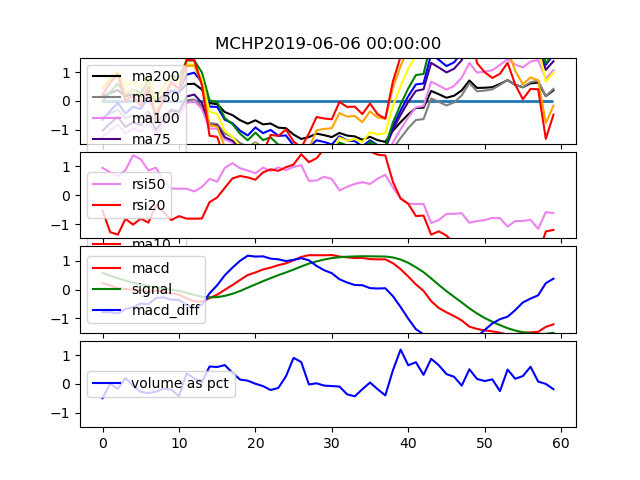 MCHP2019-06-06 00:00:00
1
0
−1
ma200
ma150
ma100
ma75
1
0
−1
rsi50
rsi20
ma10
1
0
−1
macd
signal
macd_diff
1
0
−1
volume as pct
0 10 20 30 40 50 60